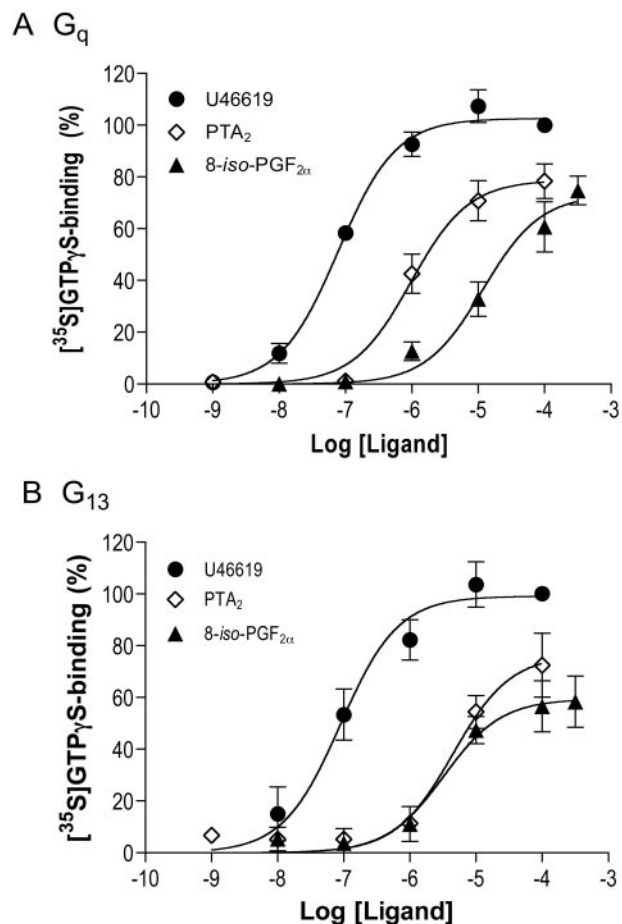 A G<sub>q</sub>
[³⁵S]GTPγS-binding (%)
120
100
80
60
40
20
0
U46619
PTA₂
8-iso-PGF₂α
-10 -9 -8 -7 -6 -5 -4 -3
Log [Ligand]
B G₁₃
[³⁵S]GTPγS-binding (%)
120
100
80
60
40
20
0
U46619
PTA₂
8-iso-PGF₂α
-10 -9 -8 -7 -6 -5 -4 -3
Log [Ligand]